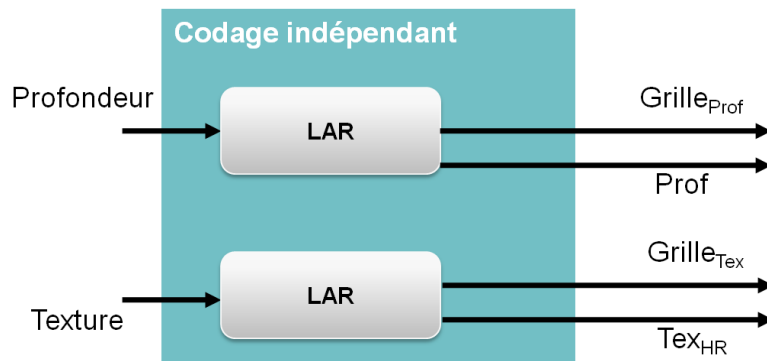 Codage indépendant
Profondeur
LAR
Grille_Prof
Prof
Texture
LAR
Grille_Tex
Tex_HR